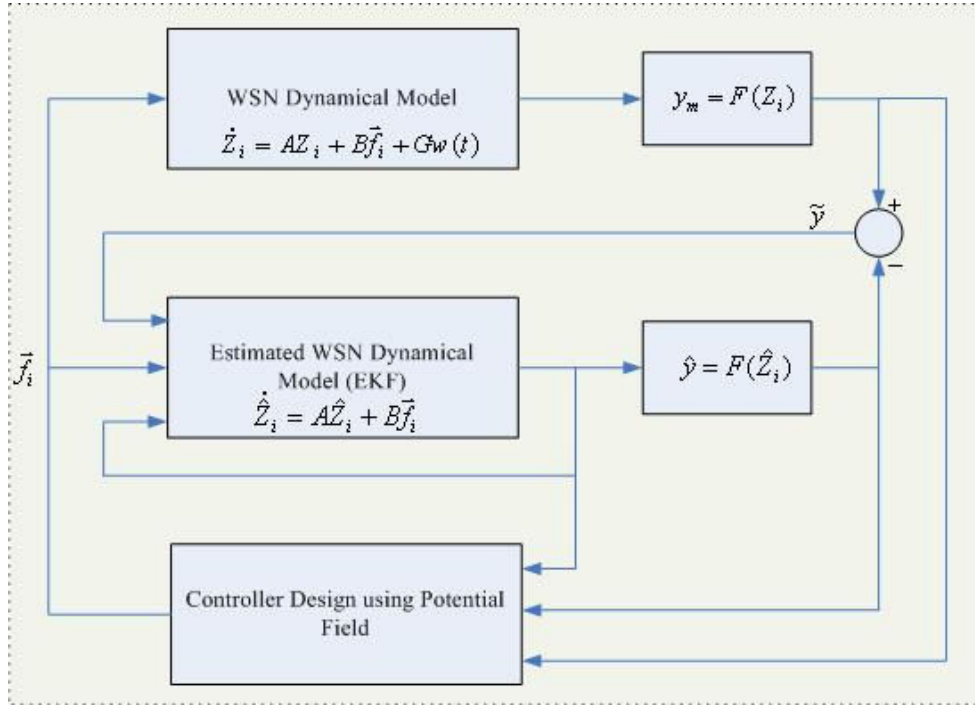 WSN Dynamical Model
Ż_i = AZ_i + Bf⃗_i + Gw(t)
y_m = F(Z_i)
+
ỹ
−
Estimated WSN Dynamical
Model (EKF)
Ẑ̇_i = AẐ_i + Bf⃗_i
ŷ = F(Ẑ_i)
f⃗_i
Controller Design using Potential
Field